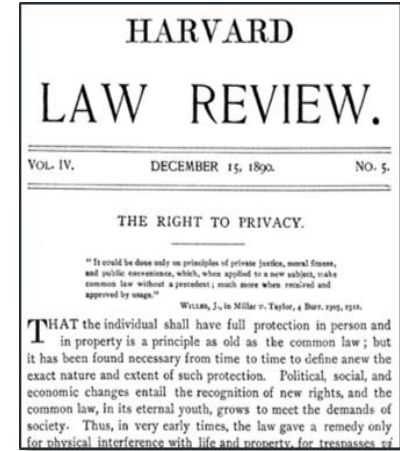 HARVARD
LAW REVIEW.
VOL. IV. DECEMBER 15, 1890. NO. 5.
THE RIGHT TO PRIVACY.
"It could be done only on principles of private justice, moral fitness,
and public convenience, which, when applied to a new subject, make
common law without a precedent; much more when received and
approved by usage."
WILLES, J., in Millar v. Taylor, 4 Burr. 2303, 2312.
THAT the individual shall have full protection in person and
in property is a principle as old as the common law; but
it has been found necessary from time to time to define anew the
exact nature and extent of such protection. Political, social, and
economic changes entail the recognition of new rights, and the
common law, in its eternal youth, grows to meet the demands of
society. Thus, in very early times, the law gave a remedy only
for physical interference with life and property, for trespasses vi